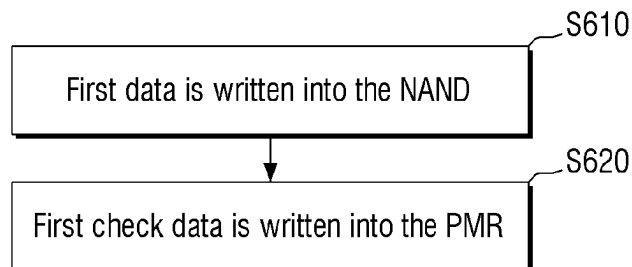 S610
First data is written into the NAND
S620
First check data is written into the PMR